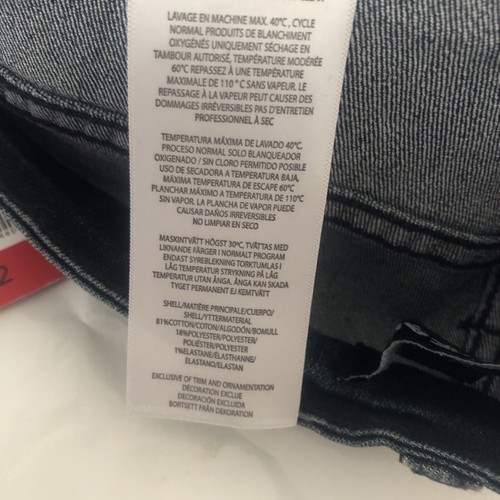 LAVAGE EN MACHINE MAX. 40°C, CYCLE
NORMAL PRODUITS DE BLANCHIMENT
OXYGÉNÉS UNIQUEMENT SÉCHAGE EN
TAMBOUR AUTORISÉ, TEMPÉRATURE MODÉRÉE
60°C REPASSEZ À UNE TEMPÉRATURE
MAXIMALE DE 110°C SANS VAPEUR. LE
REPASSAGE À LA VAPEUR PEUT CAUSER DES
DOMMAGES IRRÉVERSIBLES PAS D'ENTRETIEN
PROFESSIONNEL À SEC
TEMPERATURA MÁXIMA DE LAVADO 40°C.
PROCESO NORMAL SOLO BLANQUEADOR
OXIGENADO / SIN CLORO PERMITIDO POSIBLE
USO DE SECADORA A TEMPERATURA BAJA,
MÁXIMA TEMPERATURA DE ESCAPE 60°C
PLANCHAR MÁXIMO A TEMPERATURA DE 110°C
SIN VAPOR. LA PLANCHA DE VAPOR PUEDE
CAUSAR DAÑOS IRREVERSIBLES
NO LIMPIAR EN SECO
MASKINTVÄTT HÖGST 30°C, TVÄTTAS MED
LIKNANDE FÄRGER I NORMALT PROGRAM
ENDAST SYREBLEKNING TORKTUMLAS I
LÅG TEMPERATUR STRYKNING PÅ LÅG
TEMPERATUR UTAN ÅNGA. ÅNGA KAN SKADA
TYGET PERMANENT EJ KEMTVÄTT
SHELL/MATIÈRE PRINCIPALE/CUERPO/
SHELL/YTTERMATERIAL
81%COTTON/COTON/ALGODÓN/BOMULL
18%POLYESTER/POLYESTER/
POLIÉSTER/POLYESTER
1%ELASTANE/ÉLASTHANNE/
ELASTANO/ELASTAN
EXCLUSIVE OF TRIM AND ORNAMENTATION
DÉCORATION EXCLUE
DECORACIÓN EXCLUIDA
BORTSETT FRÅN DEKORATION
2